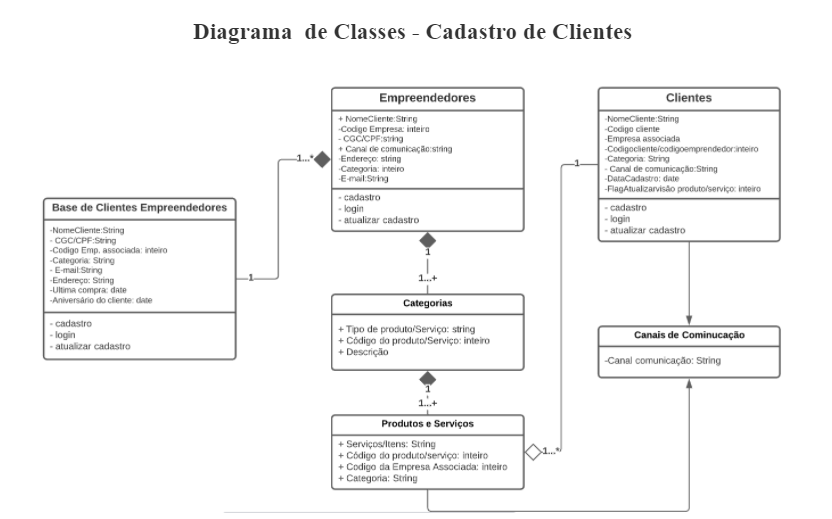 Diagrama de Classes - Cadastro de Clientes
Empreendedores
+ NomeCliente:String
-Codigo Empresa: inteiro
- CGC/CPF:string
+ Canal de comunicação:string
-Endereço: string
-Categoria: inteiro
-E-mail:String
- cadastro
- login
- atualizar cadastro
Clientes
-NomeCliente:String
-Codigo cliente
-Empresa associada
-Codigocliente/codigoemprendedor:inteiro
-Categoria: String
- Canal de comunicação:String
-DataCadastro: date
-FlagAtualizarvisão produto/serviço: inteiro
- cadastro
- login
- atualizar cadastro
1...*
1
Base de Clientes Empreendedores
-NomeCliente:String
- CGC/CPF:String
-Codigo Emp. associada: inteiro
-Categoria: String
- E-mail:String
-Endereço: String
-Ultima compra: date
-Aniversário do cliente: date
- cadastro
- login
- atualizar cadastro
1
1
1...+
Categorias
+ Tipo de produto/Serviço: string
+ Código do produto/Serviço: inteiro
+ Descrição
Canais de Cominucação
-Canal comunicação: String
1
1...+
Produtos e Serviços
+ Serviços/Itens: String
+ Código do produto/serviço: inteiro
+ Codigo da Empresa Associada: inteiro
+ Categoria: String
1...*